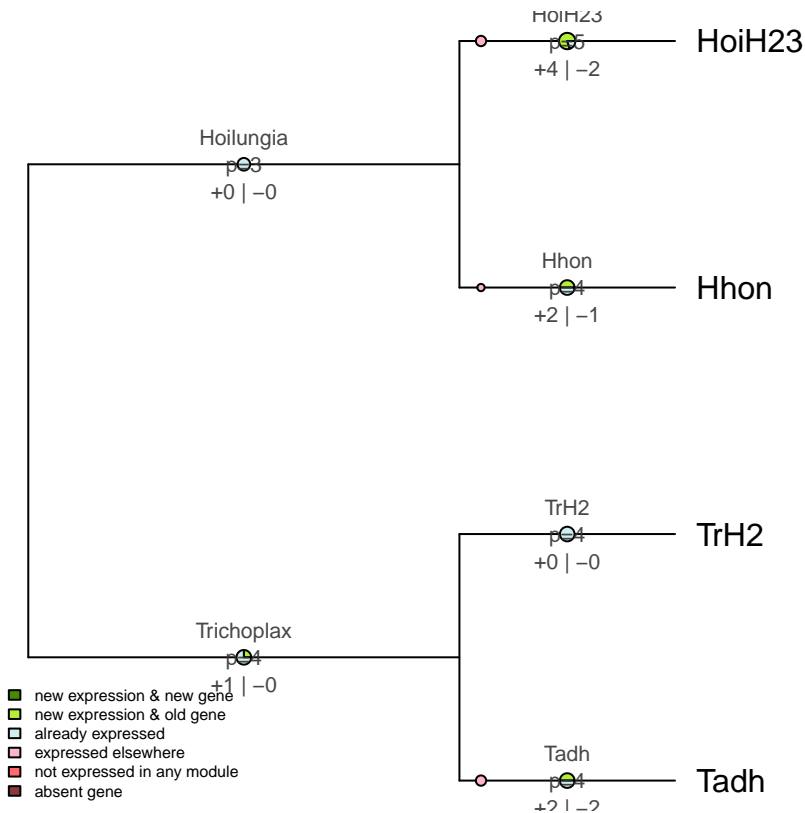 HoiH23
+4 | −2
HoiH23
Hoilungia
+0 | −0
Hhon
+2 | −1
Hhon
TrH2
+0 | −0
TrH2
Trichoplax
+1 | −0
new expression & new gene
new expression & old gene
already expressed
expressed elsewhere
not expressed in any module
absent gene
Tadh
+2 | −2
Tadh